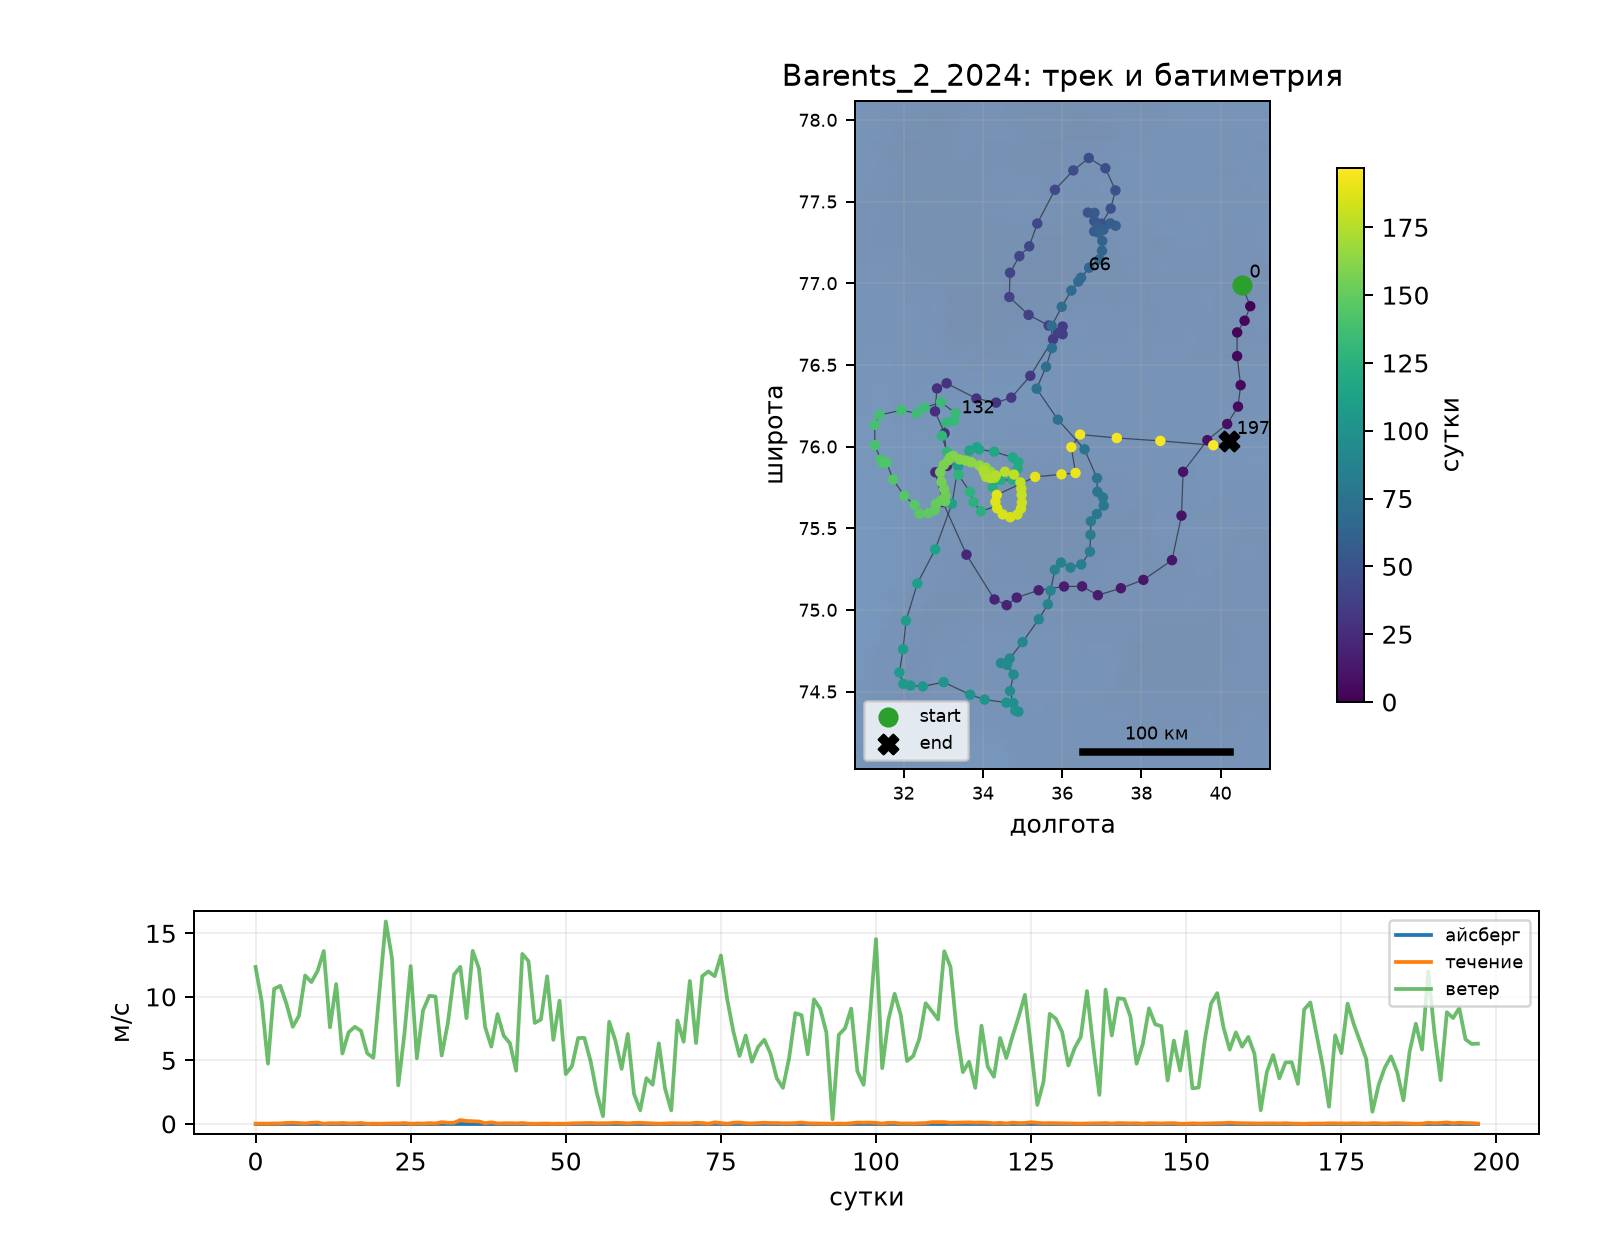 Barents_2_2024: трек и батиметрия
78.0
77.5
77.0
76.5
76.0
75.5
75.0
74.5
широта
66
0
132
197
start
end
100 км
32 34 36 38 40
долгота
175
150
125
100
75
50
25
0
сутки
15
10
5
0
м/с
айсберг
течение
ветер
0 25 50 75 100 125 150 175 200
сутки